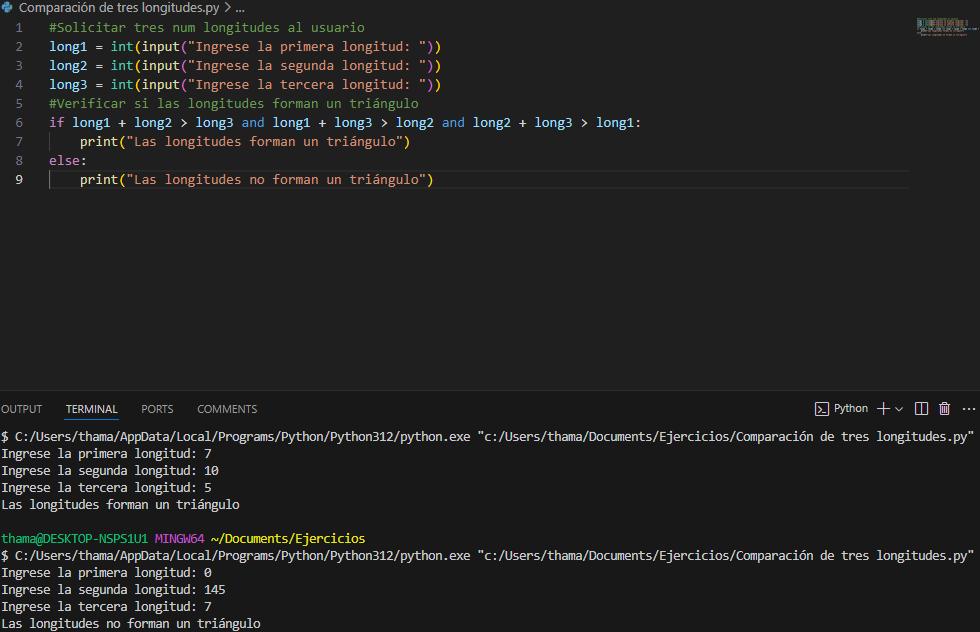 Comparación de tres longitudes.py > ...
1 #Solicitar tres num longitudes al usuario
2 long1 = int(input("Ingrese la primera longitud: "))
3 long2 = int(input("Ingrese la segunda longitud: "))
4 long3 = int(input("Ingrese la tercera longitud: "))
5 #Verificar si las longitudes forman un triángulo
6 if long1 + long2 > long3 and long1 + long3 > long2 and long2 + long3 > long1:
7 print("Las longitudes forman un triángulo")
8 else:
9 print("Las longitudes no forman un triángulo")
OUTPUT TERMINAL PORTS COMMENTS Python
$ C:/Users/thama/AppData/Local/Programs/Python/Python312/python.exe "c:/Users/thama/Documents/Ejercicios/Comparación de tres longitudes.py"
Ingrese la primera longitud: 7
Ingrese la segunda longitud: 10
Ingrese la tercera longitud: 5
Las longitudes forman un triángulo
thama@DESKTOP-NSPS1U1 MINGW64 ~/Documents/Ejercicios
$ C:/Users/thama/AppData/Local/Programs/Python/Python312/python.exe "c:/Users/thama/Documents/Ejercicios/Comparación de tres longitudes.py"
Ingrese la primera longitud: 0
Ingrese la segunda longitud: 145
Ingrese la tercera longitud: 7
Las longitudes no forman un triángulo